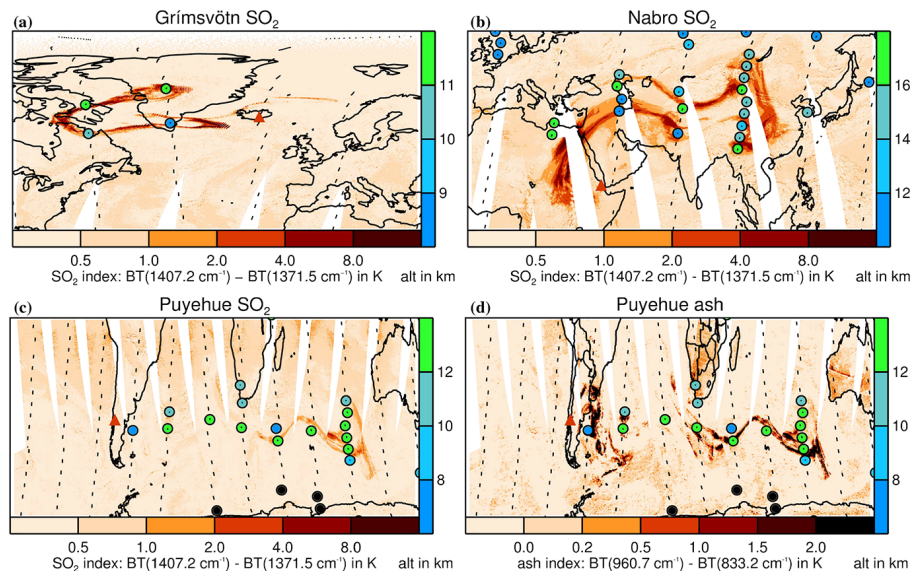 (a) Grímsvötn SO₂
(b) Nabro SO₂
11
10
9
16
14
12
0.5 1.0 2.0 4.0 8.0
SO₂ index: BT(1407.2 cm⁻¹) – BT(1371.5 cm⁻¹) in K alt in km
0.5 1.0 2.0 4.0 8.0
SO₂ index: BT(1407.2 cm⁻¹) - BT(1371.5 cm⁻¹) in K alt in km
(c) Puyehue SO₂
(d) Puyehue ash
12
10
8
12
10
8
0.5 1.0 2.0 4.0 8.0
SO₂ index: BT(1407.2 cm⁻¹) - BT(1371.5 cm⁻¹) in K alt in km
0.0 0.2 0.5 1.0 1.5 2.0
ash index: BT(960.7 cm⁻¹) - BT(833.2 cm⁻¹) in K alt in km